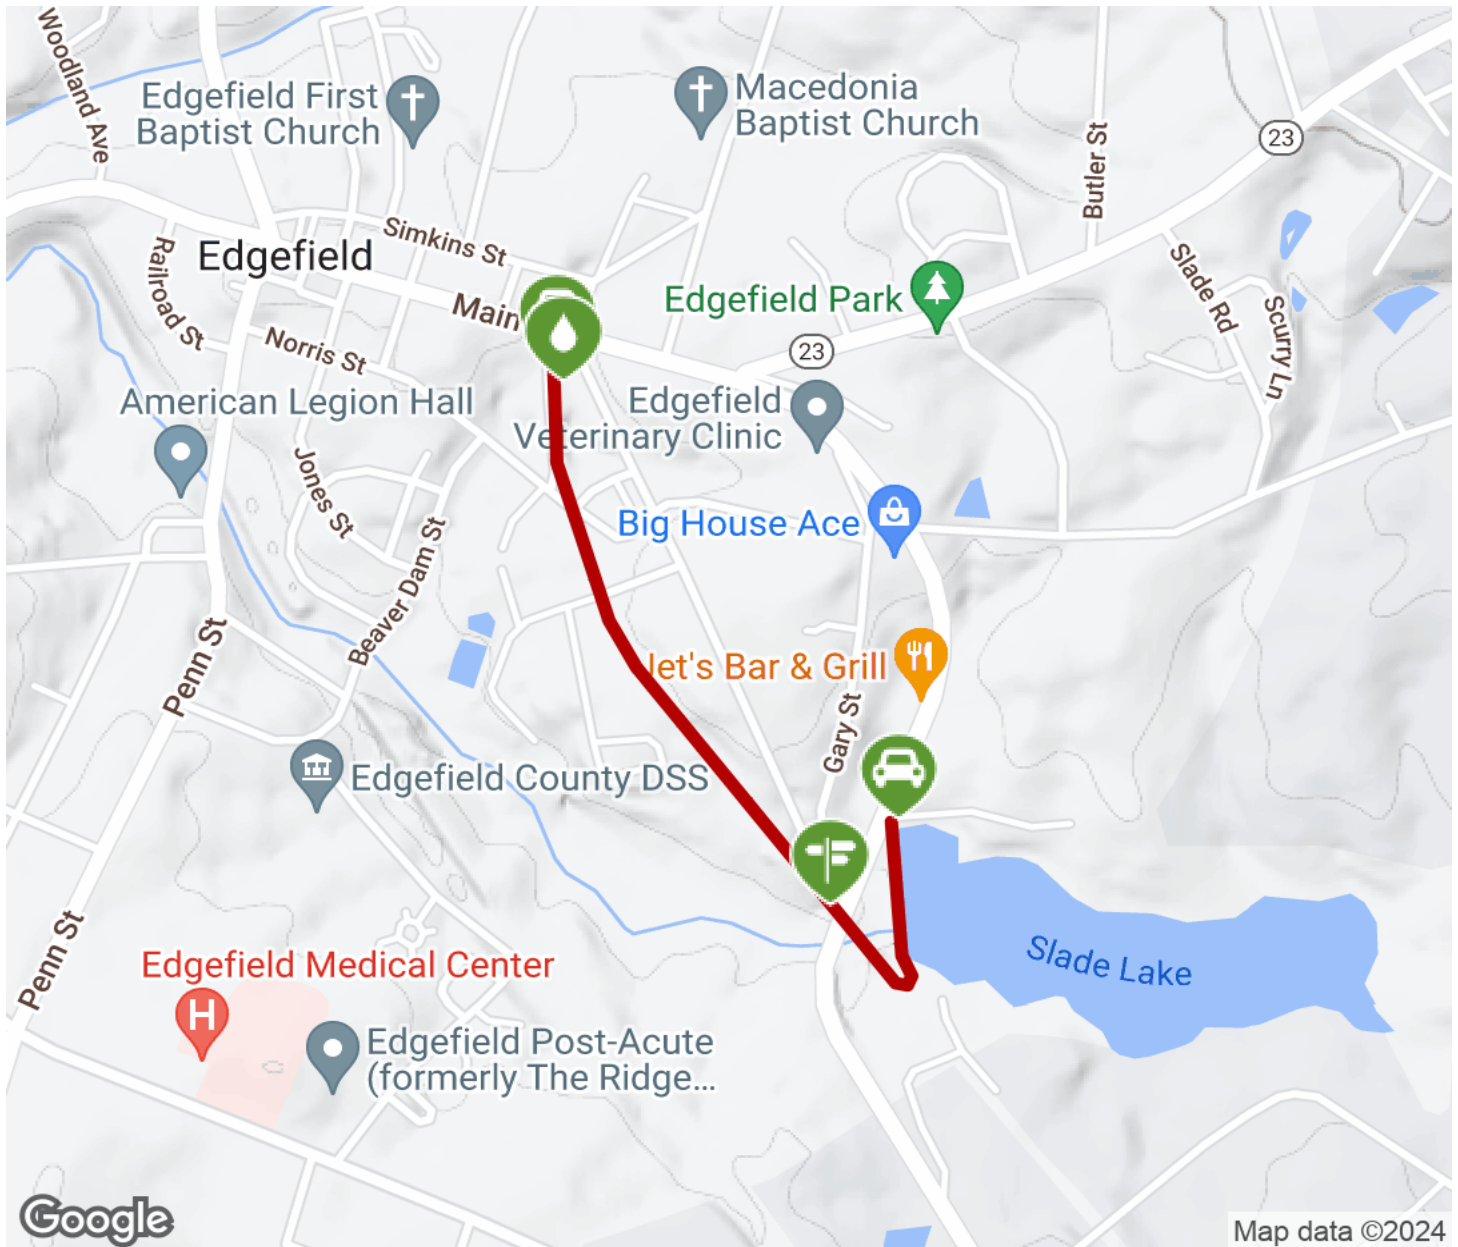 Woodland Ave
Edgefield First
Baptist Church
Macedonia
Baptist Church
Butler St
23
Simkins St
Edgefield
Railroad St
Main
Edgefield Park
Slade Rd
Scurry Ln
Norris St
23
American Legion Hall
Edgefield
Veterinary Clinic
Jones St
Big House Ace
Beaver Dam St
Penn St
Jet's Bar & Grill
Gary St
Edgefield County DSS
Penn St
Slade Lake
Edgefield Medical Center
H
Edgefield Post-Acute
(formerly The Ridge...
Google
Map data ©2024